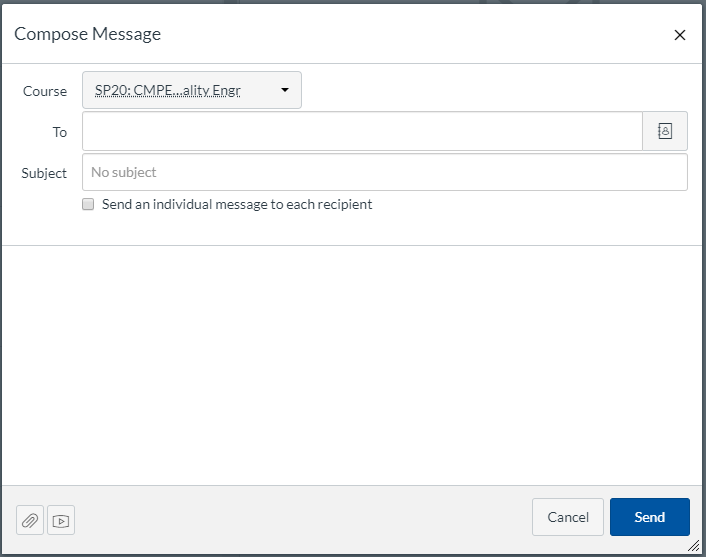 Compose Message
Course
SP20: CMPE...ality Engr
To
Subject
No subject
Send an individual message to each recipient
Cancel
Send